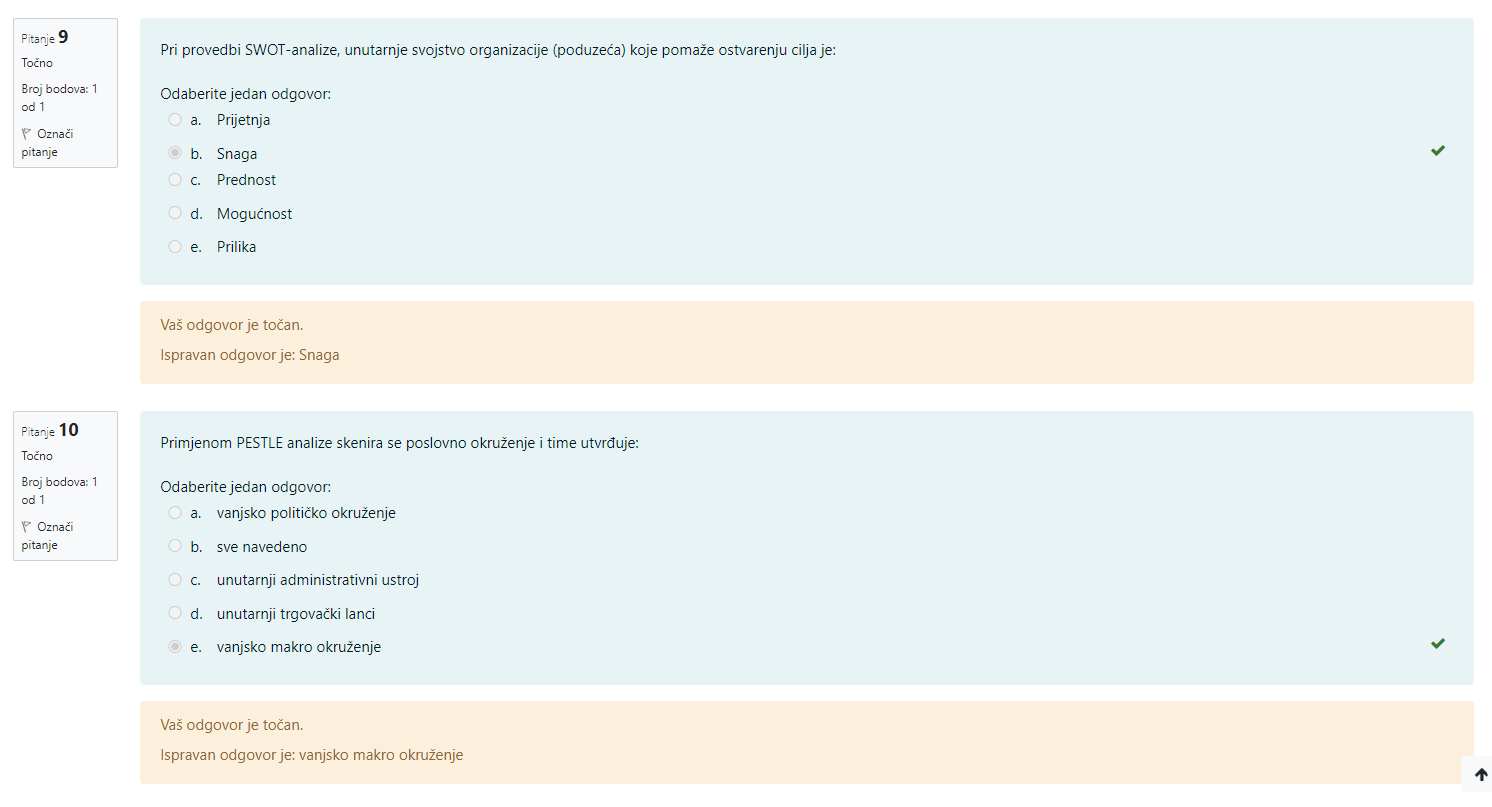 Pitanje 9
Točno
Broj bodova: 1
od 1
Označi
pitanje
Pri provedbi SWOT-analize, unutarnje svojstvo organizacije (poduzeća) koje pomaže ostvarenju cilja je:
Odaberite jedan odgovor:
a. Prijetnja
b. Snaga
c. Prednost
d. Mogućnost
e. Prilika
Vaš odgovor je točan.
Ispravan odgovor je: Snaga
Pitanje 10
Točno
Broj bodova: 1
od 1
Označi
pitanje
Primjenom PESTLE analize skenira se poslovno okruženje i time utvrđuje:
Odaberite jedan odgovor:
a. vanjsko političko okruženje
b. sve navedeno
c. unutarnji administrativni ustroj
d. unutarnji trgovački lanci
e. vanjsko makro okruženje
Vaš odgovor je točan.
Ispravan odgovor je: vanjsko makro okruženje